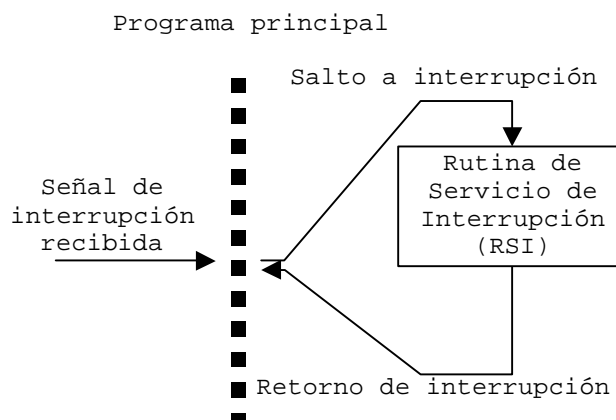 Programa principal
Salto a interrupción
Señal de
interrupción
recibida
Rutina de
Servicio de
Interrupción
(RSI)
Retorno de interrupción